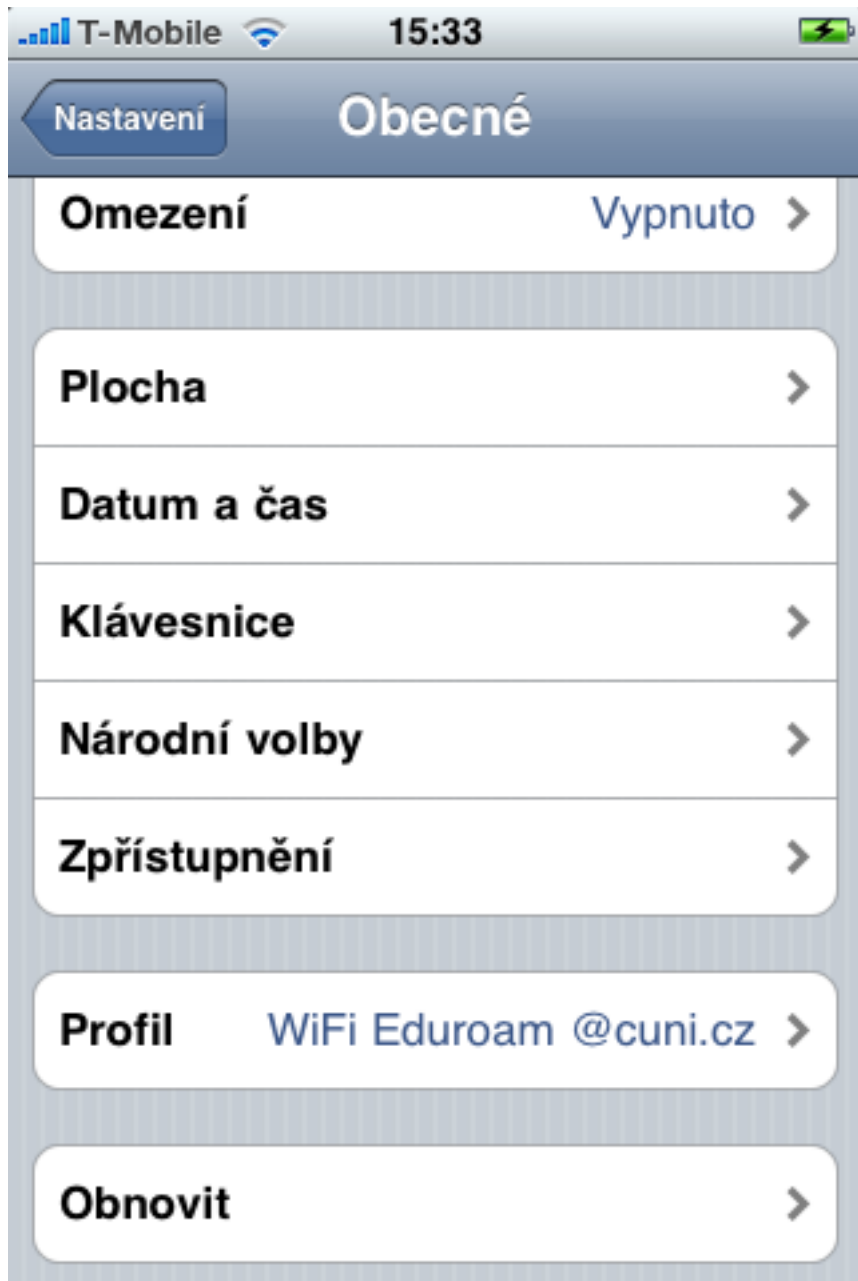 T-Mobile 15:33
Nastavení Obecné
Omezení Vypnuto
Plocha
Datum a čas
Klávesnice
Národní volby
Zpřístupnění
Profil WiFi Eduroam @cuni.cz
Obnovit